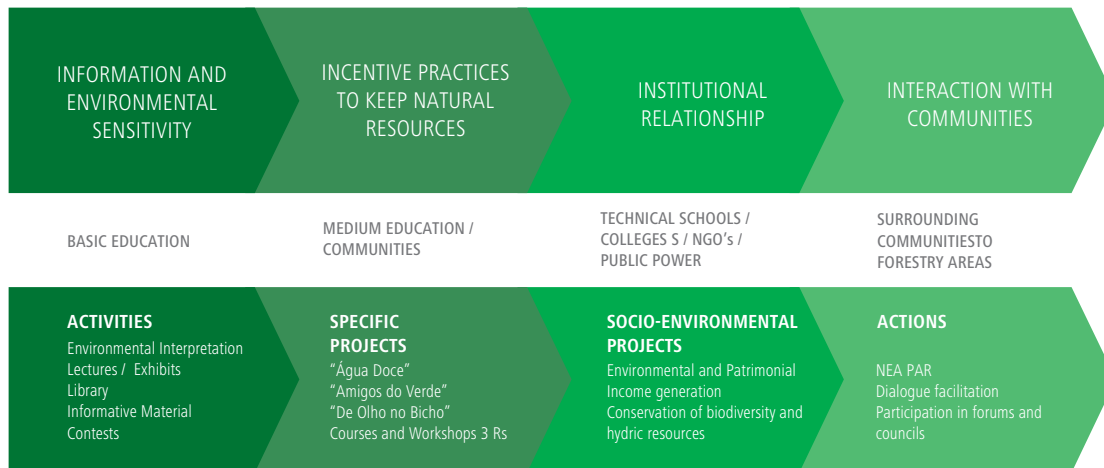 INFORMATION AND
ENVIRONMENTAL
SENSITIVITY
INCENTIVE PRACTICES
TO KEEP NATURAL
RESOURCES
INSTITUTIONAL
RELATIONSHIP
INTERACTION WITH
COMMUNITIES
BASIC EDUCATION
MEDIUM EDUCATION /
COMMUNITIES
TECHNICAL SCHOOLS /
COLLEGES S / NGO's /
PUBLIC POWER
SURROUNDING
COMMUNITIESTO
FORESTRY AREAS
ACTIVITIES
Environmental Interpretation
Lectures / Exhibits
Library
Informative Material
Contests
SPECIFIC
PROJECTS
“Água Doce”
“Amigos do Verde”
“De Olho no Bicho”
Courses and Workshops 3 Rs
SOCIO-ENVIRONMENTAL
PROJECTS
Environmental and Patrimonial
Income generation
Conservation of biodiversity and
hydric resources
ACTIONS
NEA PAR
Dialogue facilitation
Participation in forums and
councils